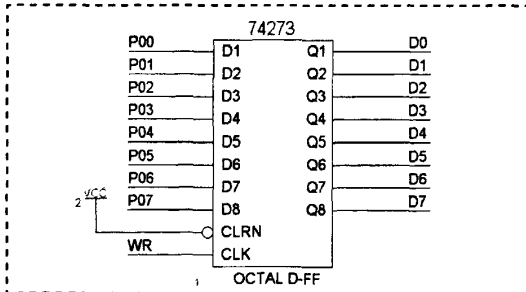 74273
P00 D1 Q1 D0
P01 D2 Q2 D1
P02 D3 Q3 D2
P03 D4 Q4 D3
P04 D5 Q5 D4
P05 D6 Q6 D5
P06 D7 Q7 D6
2 VCC P07 D8 Q8 D7
CLRN
WR CLK
1 OCTAL D-FF